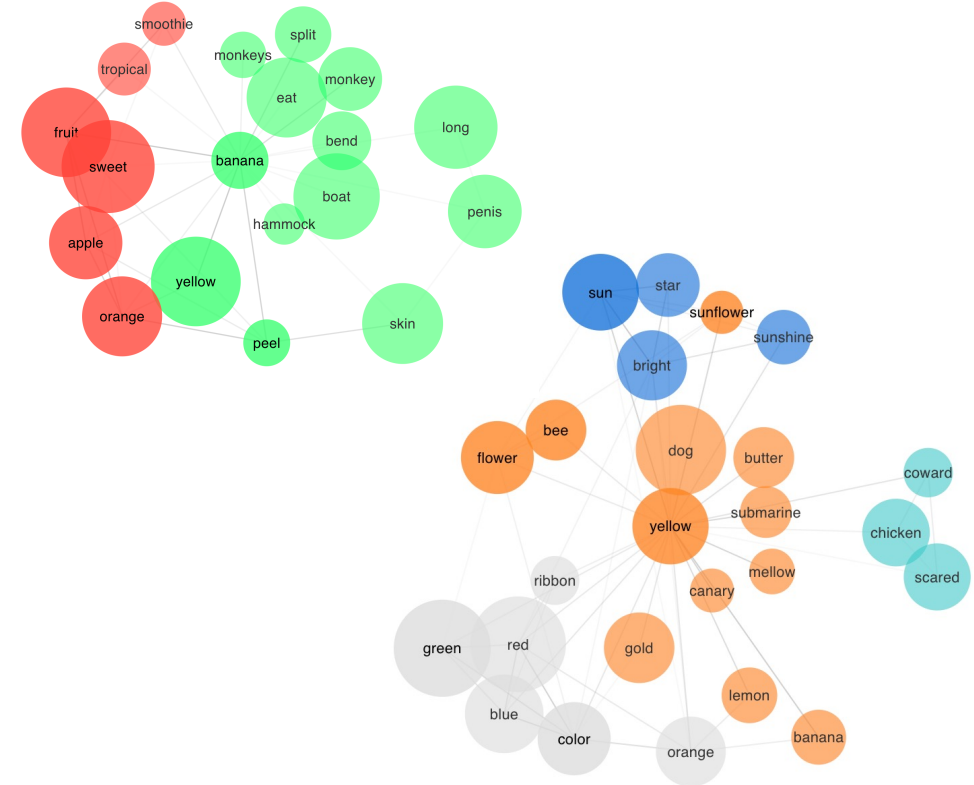 smoothie
split
monkeys
tropical
monkey
eat
long
fruit
bend
banana
sweet
boat
penis
hammock
apple
yellow
orange
skin
peel
sun
star
sunflower
sunshine
bright
bee
dog
flower
butter
coward
submarine
yellow
chicken
mellow
scared
ribbon
canary
red
green
gold
lemon
blue
color
banana
orange